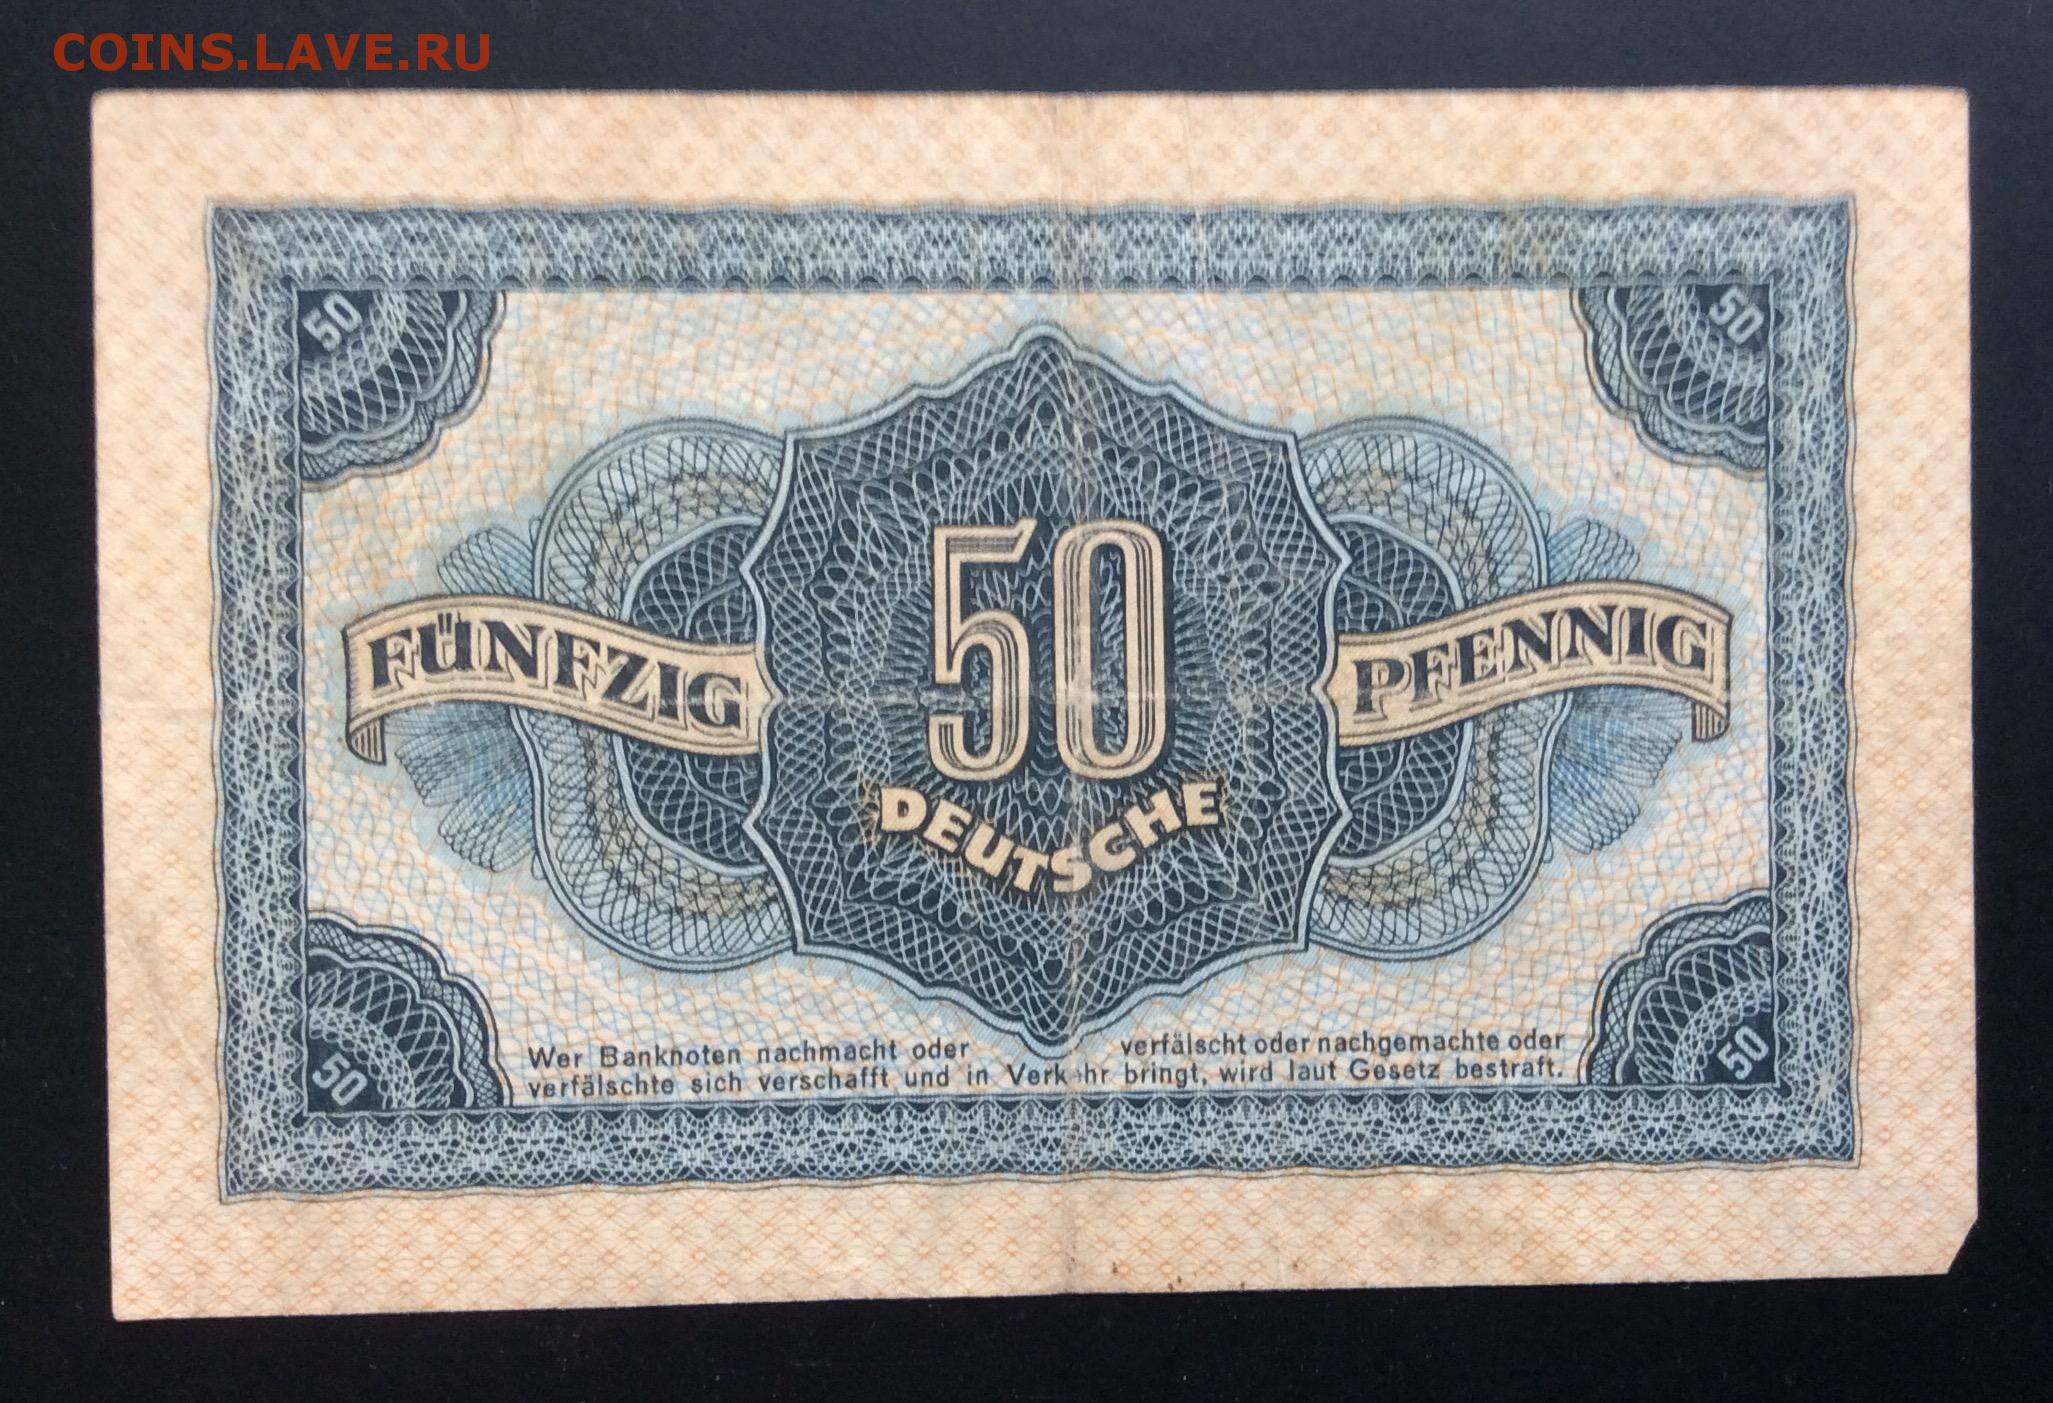 COINS.LAVE.RU
50
50
50
FÜNFZIG
PFENNIG
DEUTSCHE
Wer Banknoten nachmacht oder verfälscht oder nachgemachte oder
verfälschte sich verschafft und in Verkehr bringt, wird laut Gesetz bestraft.
50
50